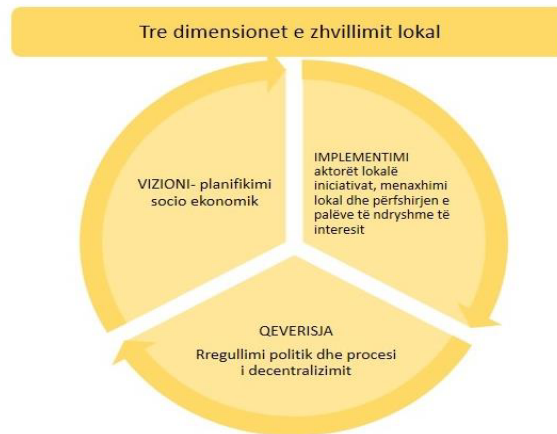 Tre dimensionet e zhvillimit lokal
VIZIONI- planifikimi
socio ekonomik
IMPLEMENTIMI
aktorët lokalë
iniciativat, menaxhimi
lokal dhe përfshirjen e
palëve të ndryshme të
interesit
QEVERISJA
Rregullimi politik dhe procesi
i decentralizimit